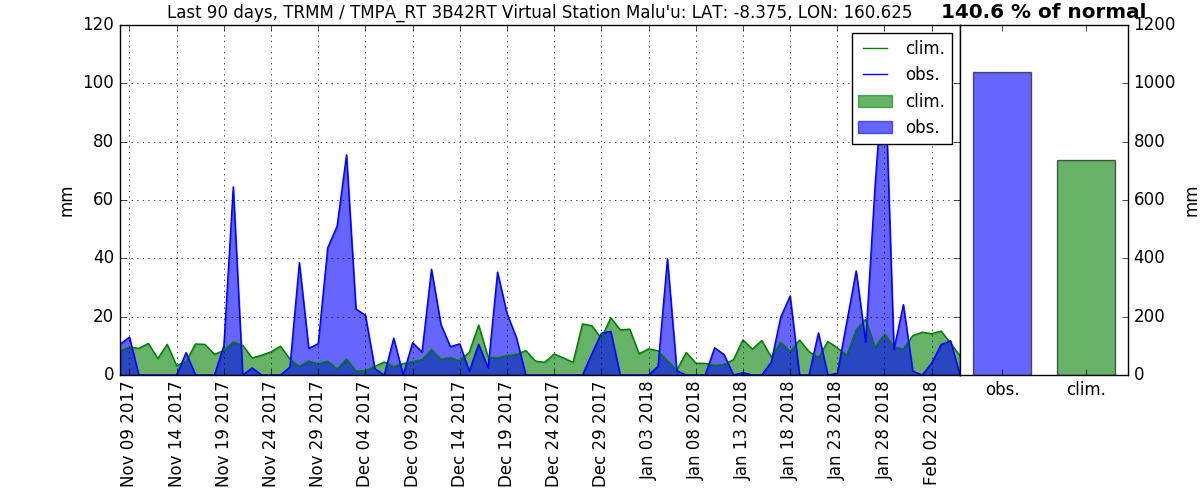 Last 90 days, TRMM / TMPA_RT 3B42RT Virtual Station Malu'u: LAT: -8.375, LON: 160.625
140.6 % of normal
120
100
80
60
40
20
0
mm
clim.
obs.
clim.
obs.
1200
1000
800
600
400
200
0
mm
Nov 09 2017
Nov 14 2017
Nov 19 2017
Nov 24 2017
Nov 29 2017
Dec 04 2017
Dec 09 2017
Dec 14 2017
Dec 19 2017
Dec 24 2017
Dec 29 2017
Jan 03 2018
Jan 08 2018
Jan 13 2018
Jan 18 2018
Jan 23 2018
Jan 28 2018
Feb 02 2018
obs.
clim.